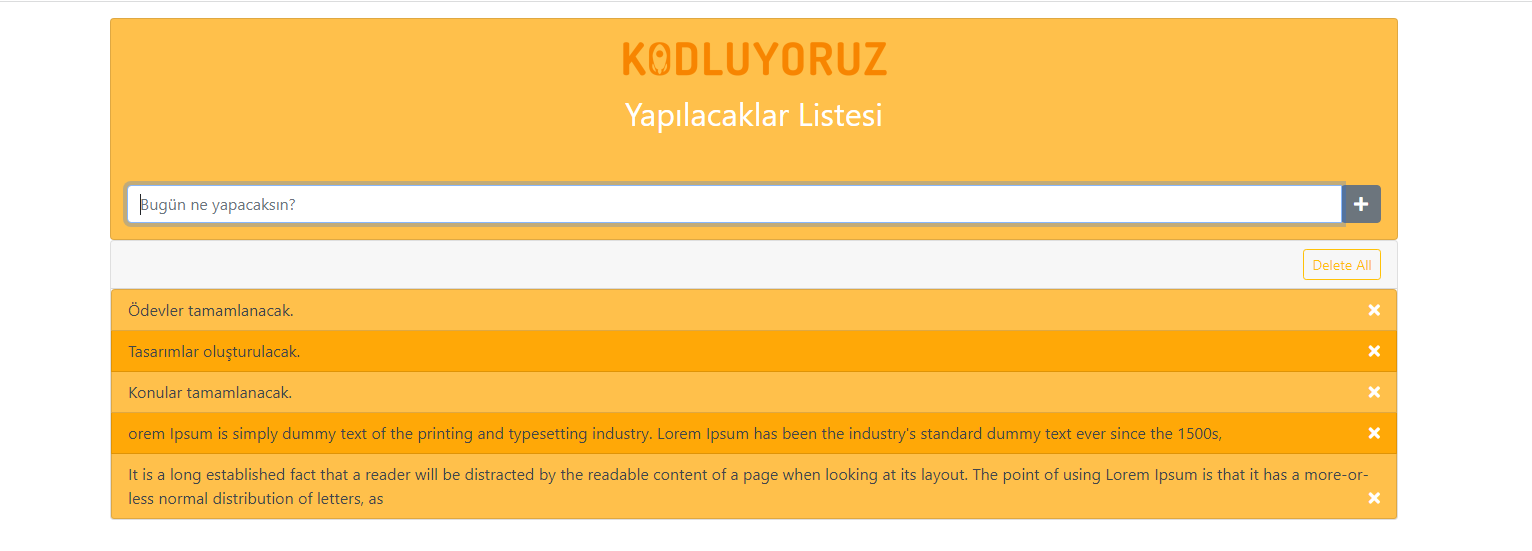 KODLUYORUZ
Yapılacaklar Listesi
Bugün ne yapacaksın?
Delete All
Ödevler tamamlanacak.
Tasarımlar oluşturulacak.
Konular tamamlanacak.
orem Ipsum is simply dummy text of the printing and typesetting industry. Lorem Ipsum has been the industry's standard dummy text ever since the 1500s,
It is a long established fact that a reader will be distracted by the readable content of a page when looking at its layout. The point of using Lorem Ipsum is that it has a more-or-
less normal distribution of letters, as